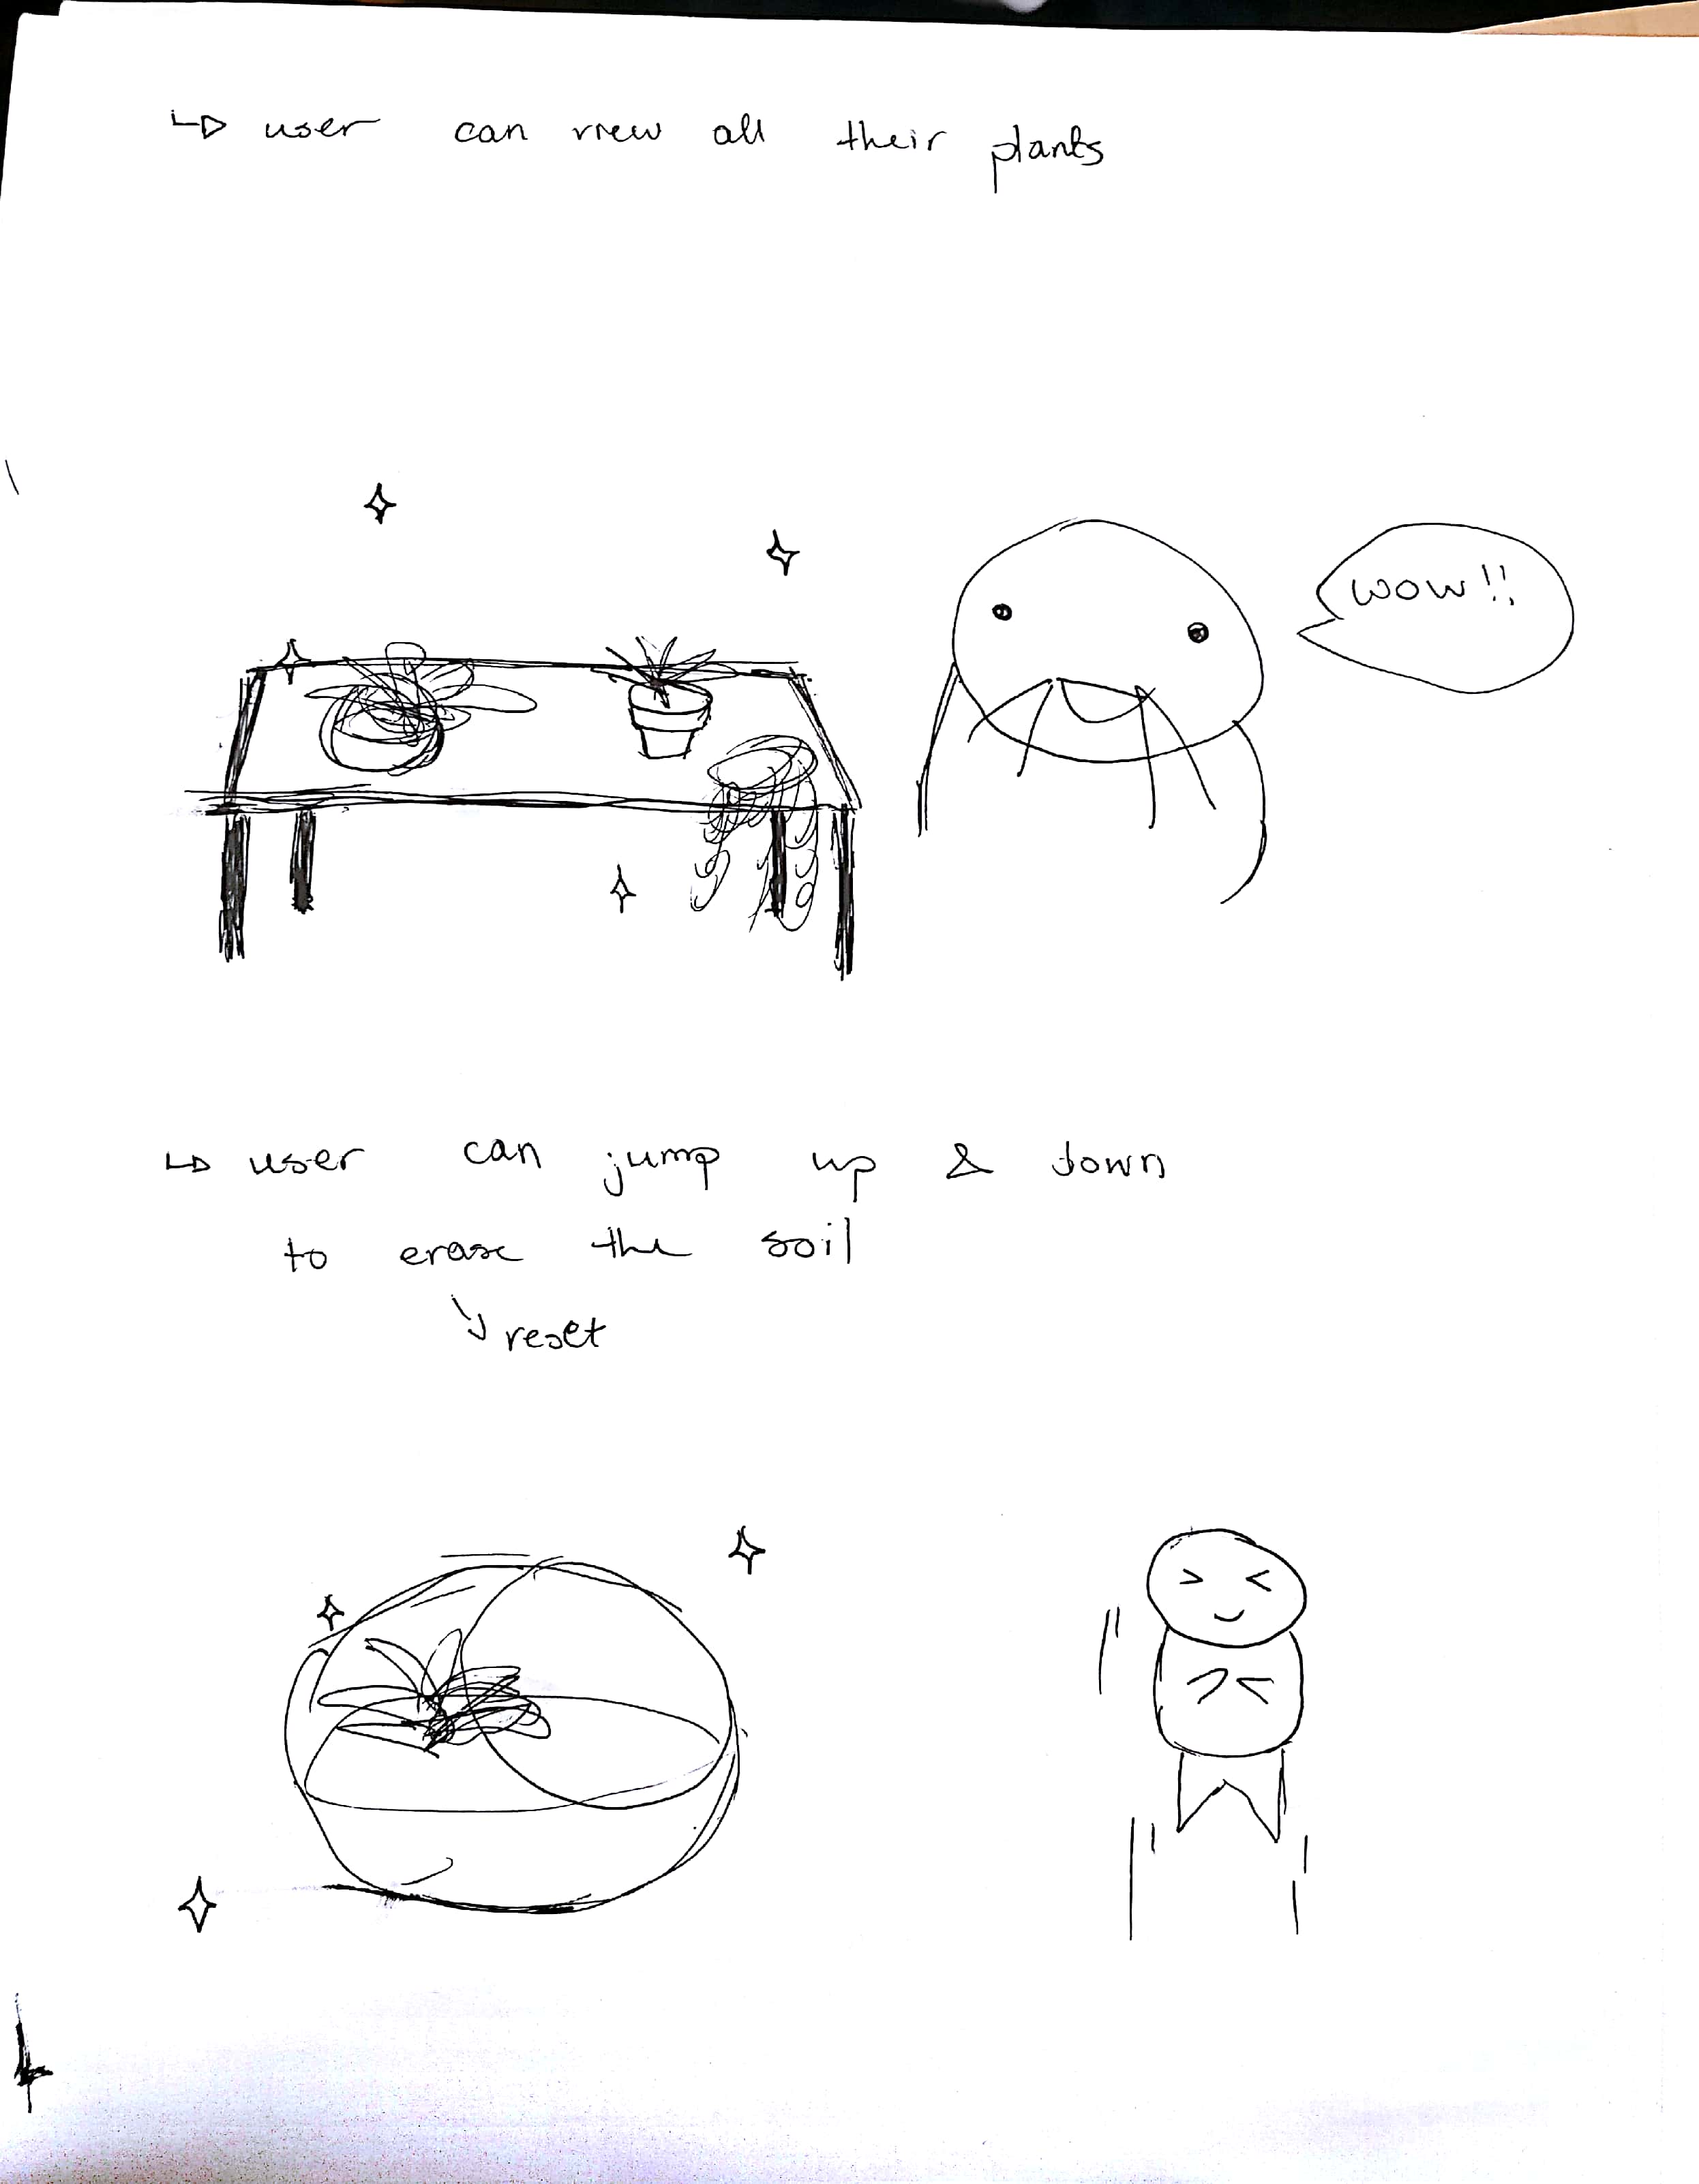 ↳ user can view all their plants
wow!!
↳ user can jump up & down
to erase the soil
↘ reset